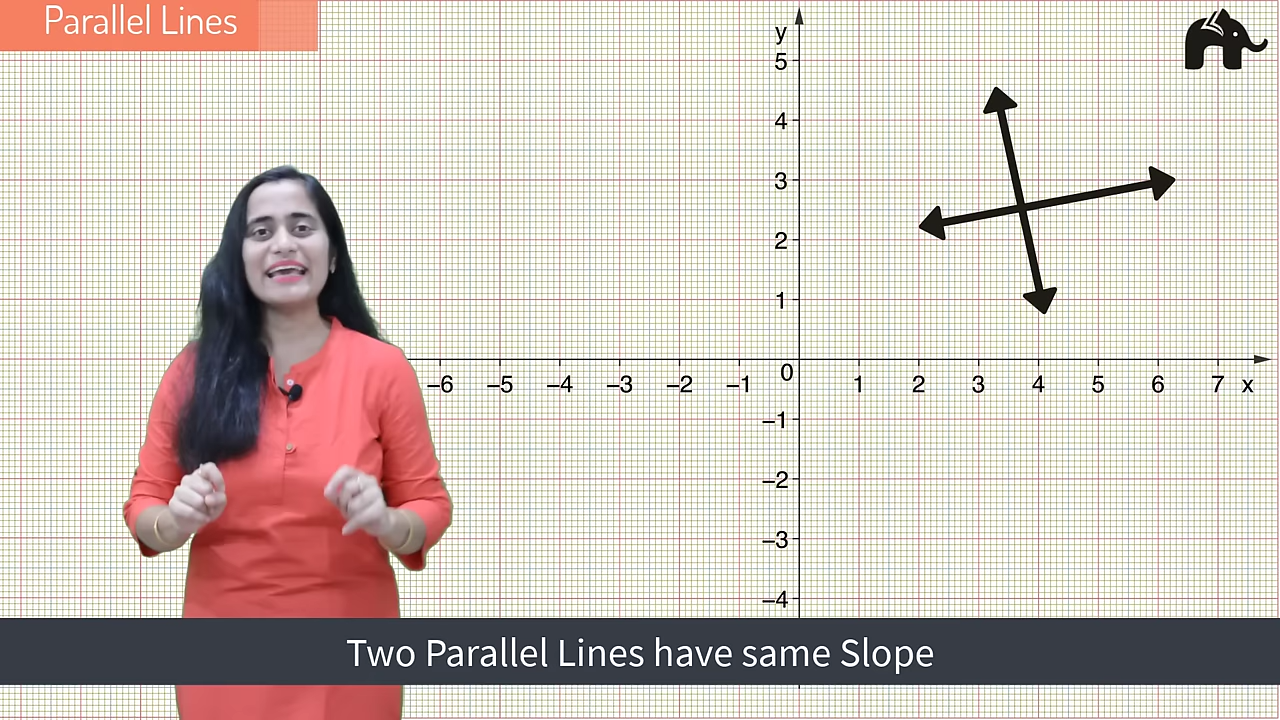 Parallel Lines
y
5
4
3
2
1
0
–6 –5 –4 –3 –2 –1 1 2 3 4 5 6 7 x
–1
–2
–3
–4
Two Parallel Lines have same Slope